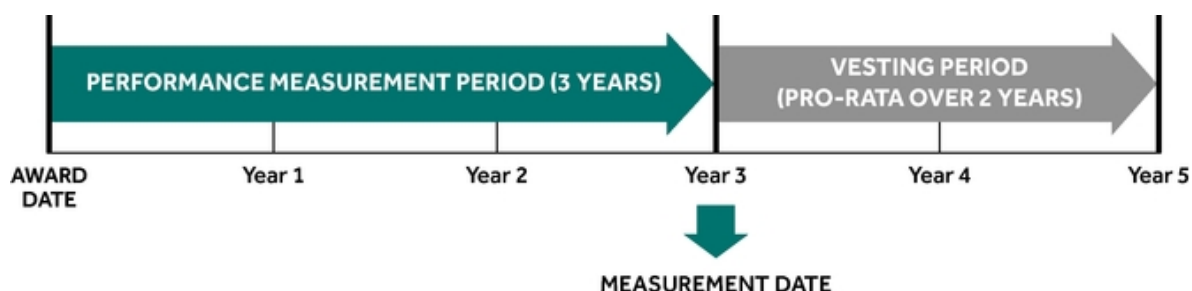 PERFORMANCE MEASUREMENT PERIOD (3 YEARS)
VESTING PERIOD
(PRO-RATA OVER 2 YEARS)
AWARD
DATE
Year 1
Year 2
Year 3
Year 4
Year 5
MEASUREMENT DATE